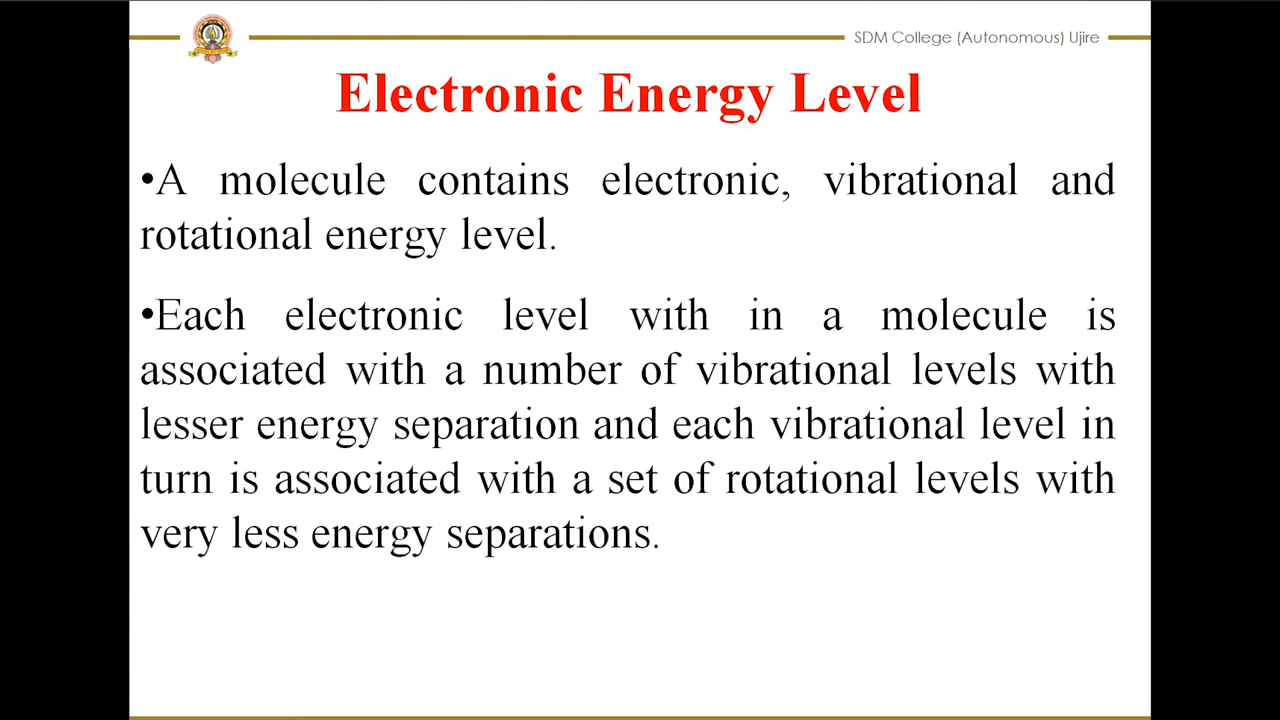 SDM College (Autonomous) Ujire
Electronic Energy Level
•A molecule contains electronic, vibrational and
rotational energy level.
•Each electronic level with in a molecule is
associated with a number of vibrational levels with
lesser energy separation and each vibrational level in
turn is associated with a set of rotational levels with
very less energy separations.